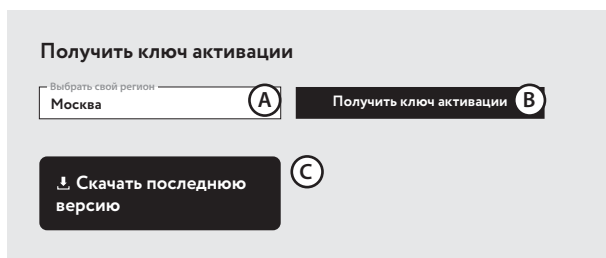 Получить ключ активации
Выбрать свой регион
Москва A
Получить ключ активации B
Скачать последнюю
версию
C